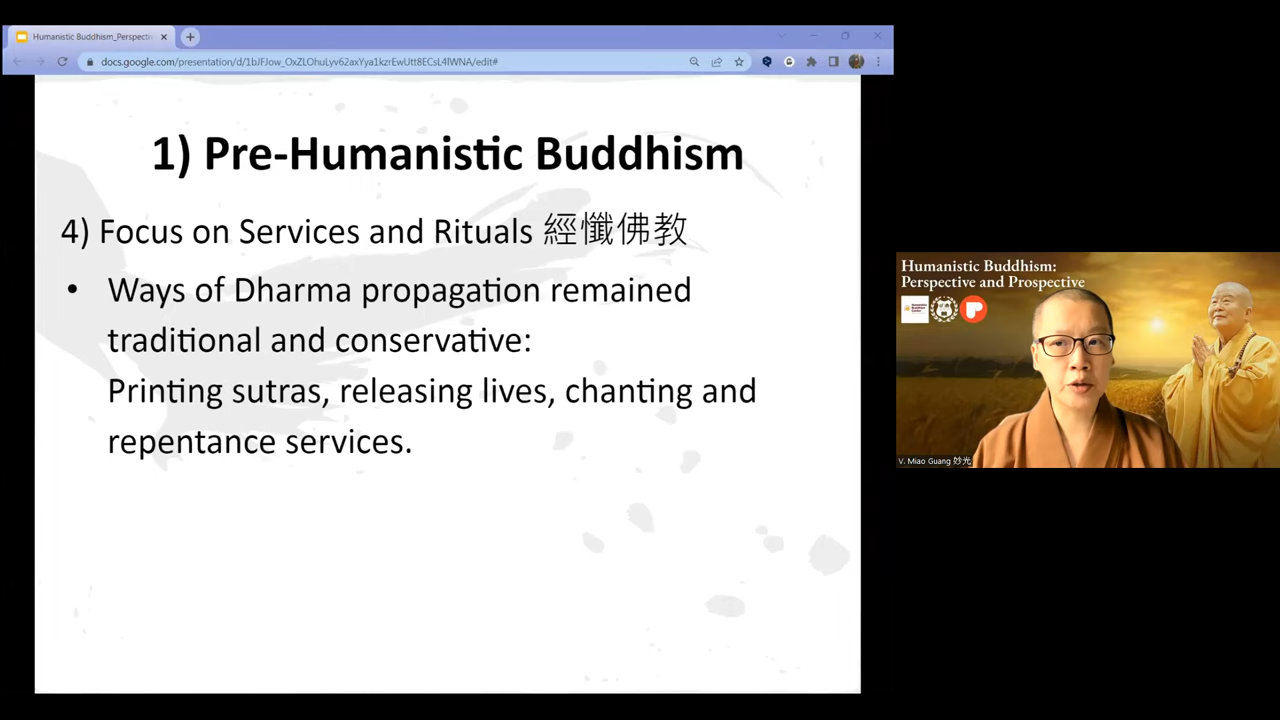 Humanistic Buddhism_Perspectiv
docs.google.com/presentation/d/1bJFJow_OxZLOhuLyv62axYya1kzrEwUtt8ECsL4lWNA/edit#
1) Pre-Humanistic Buddhism
4) Focus on Services and Rituals 經懺佛教
• Ways of Dharma propagation remained
traditional and conservative:
Printing sutras, releasing lives, chanting and
repentance services.
Humanistic Buddhism:
Perspective and Prospective
V. Miao Guang 妙光